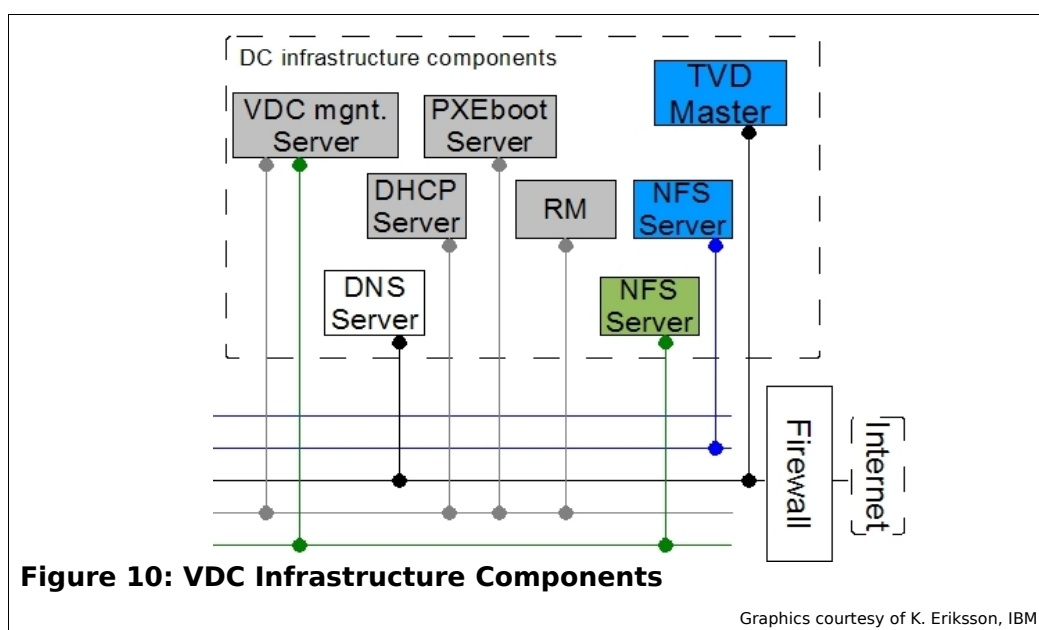 DC infrastructure components
VDC mgnt.
Server
PXEboot
Server
TVD
Master
DHCP
Server
RM
NFS
Server
DNS
Server
NFS
Server
Firewall
Internet
Figure 10: VDC Infrastructure Components
Graphics courtesy of K. Eriksson, IBM